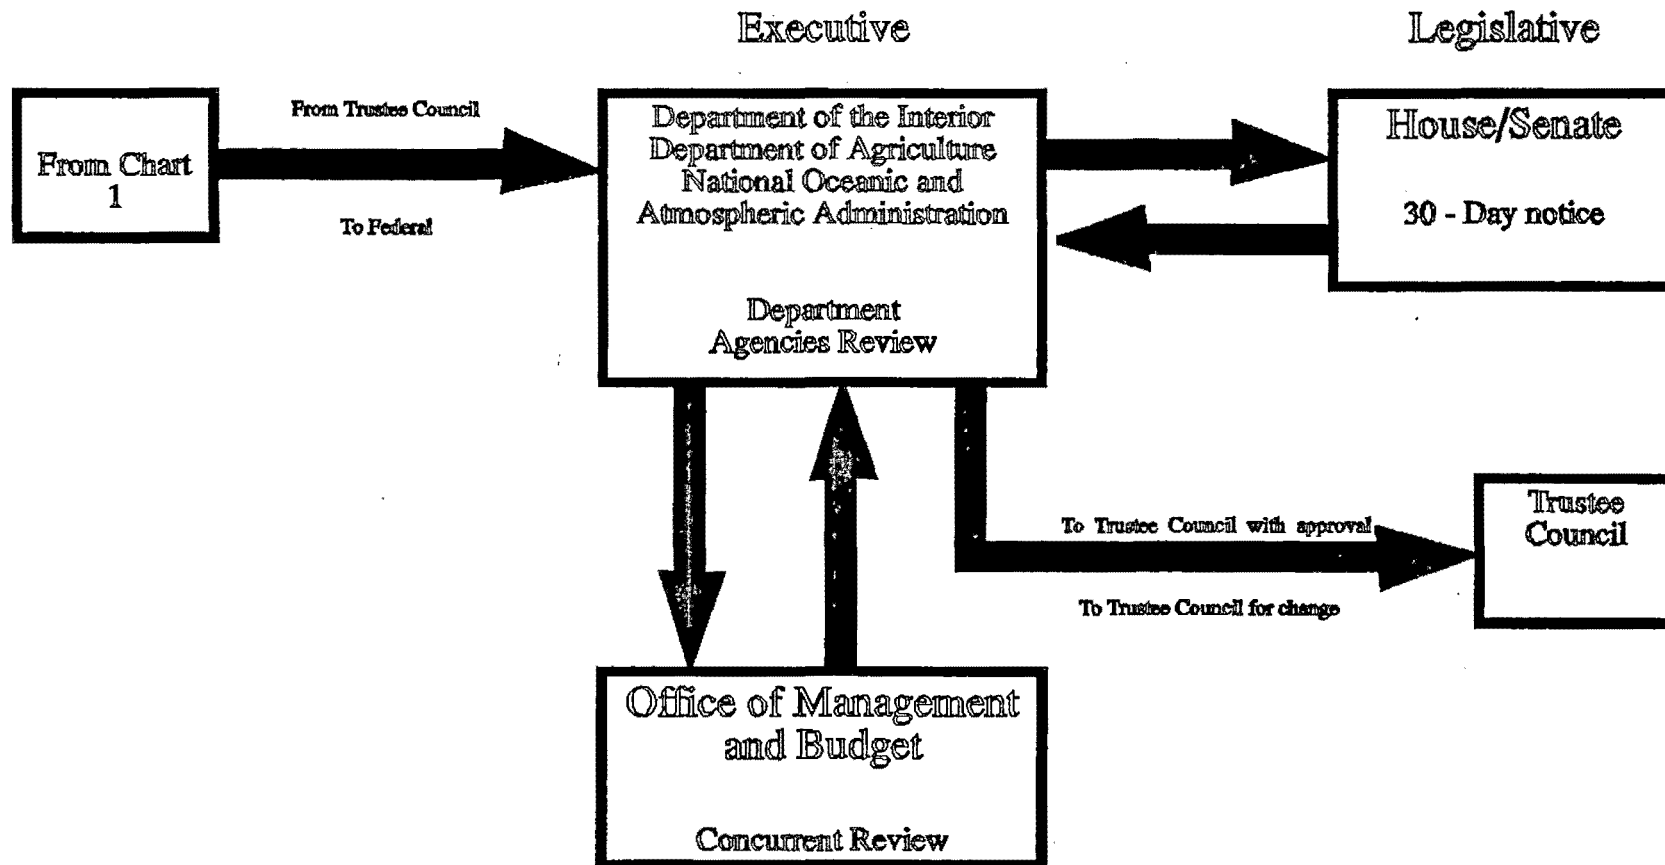 Executive
Legislative
From Chart
1
From Trustee Council
To Federal
Department of the Interior
Department of Agriculture
National Oceanic and
Atmospheric Administration
Department
Agencies Review
House/Senate
30 - Day notice
To Trustee Council with approval
To Trustee Council for change
Trustee
Council
Office of Management
and Budget
Concurrent Review